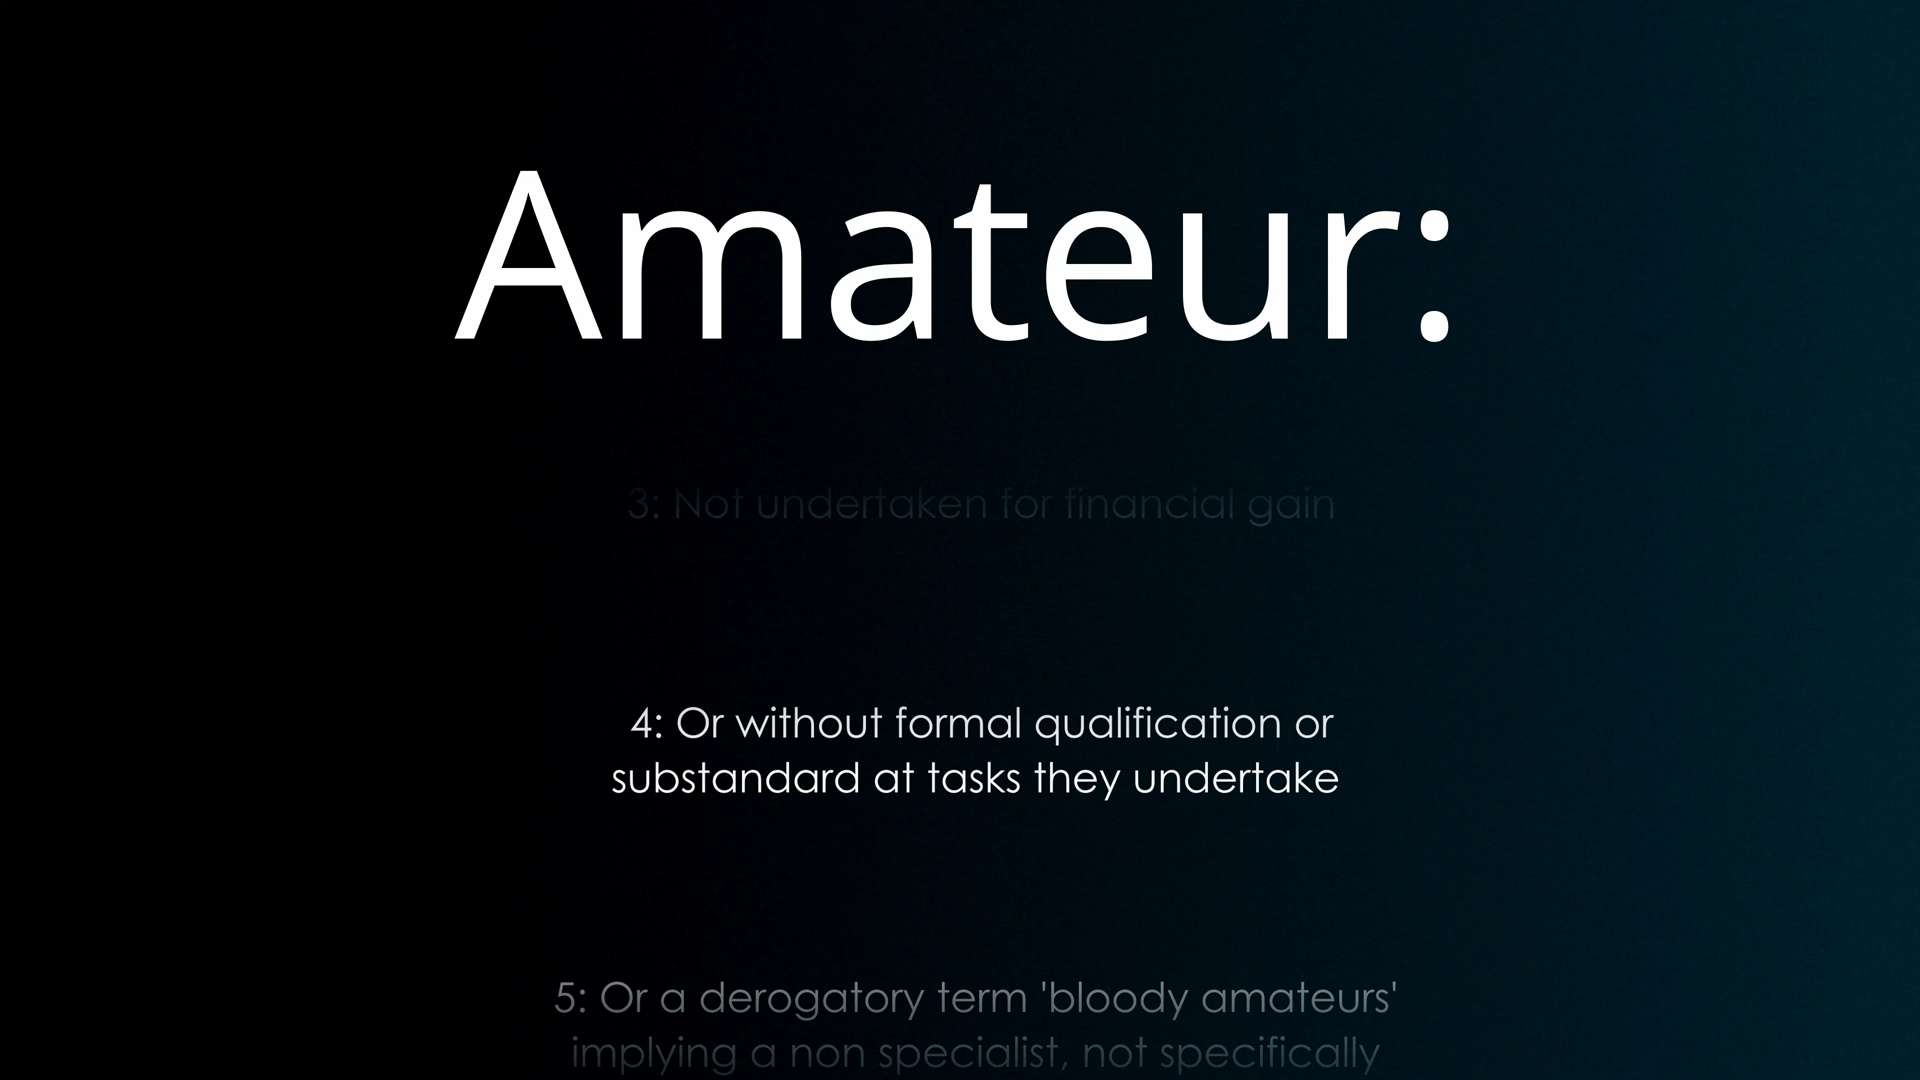 Amateur:
3: Not undertaken for financial gain
4: Or without formal qualification or
substandard at tasks they undertake
5: Or a derogatory term 'bloody amateurs'
implying a non specialist, not specifically